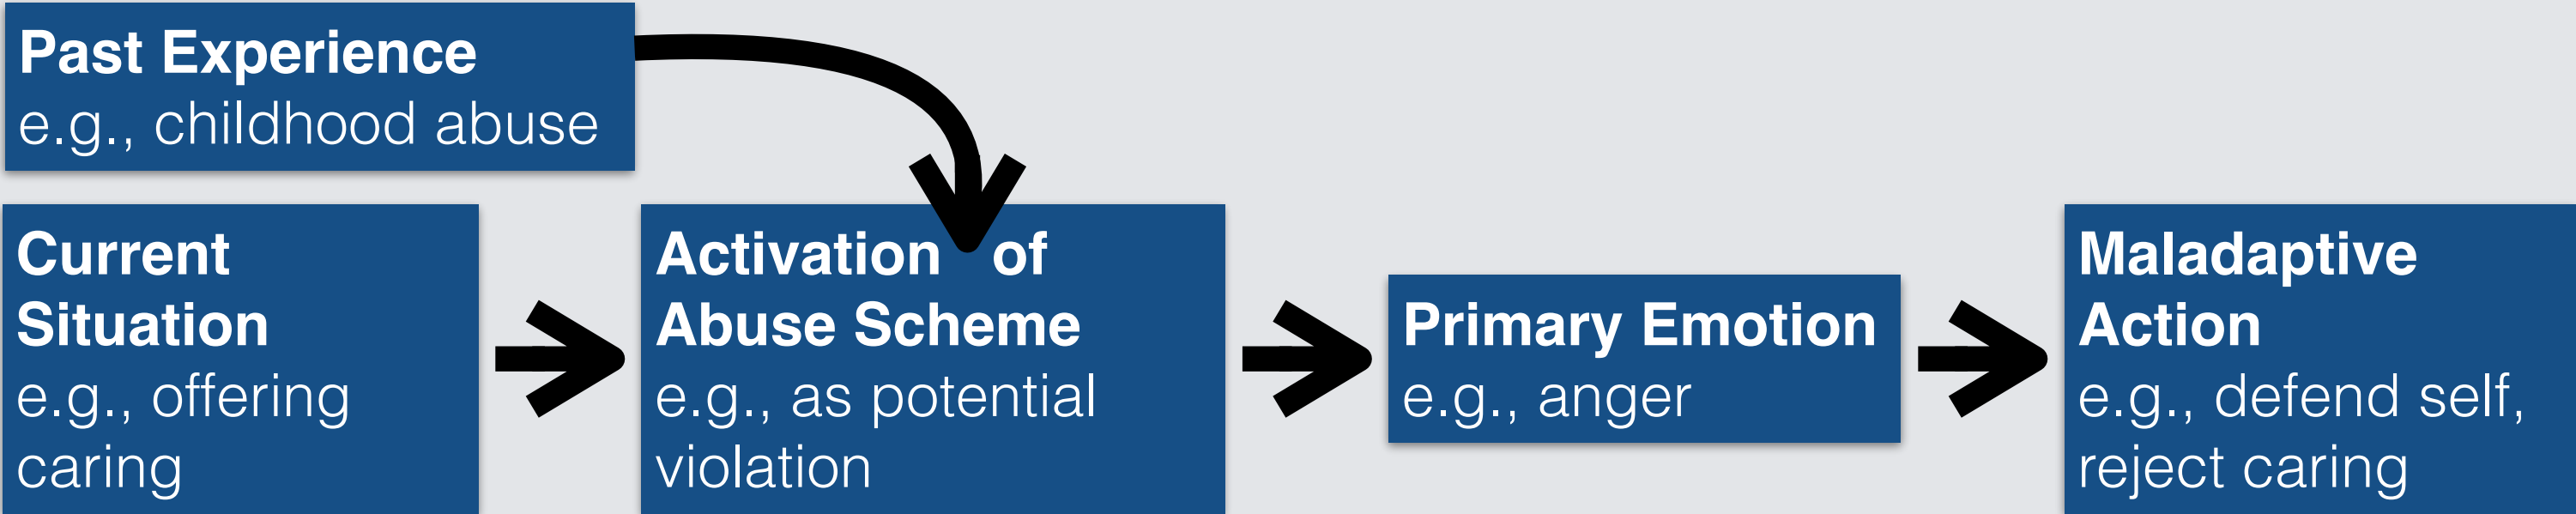 Past Experience
e.g., childhood abuse
Current
Situation
e.g., offering
caring
Activation of
Abuse Scheme
e.g., as potential
violation
Primary Emotion
e.g., anger
Maladaptive
Action
e.g., defend self,
reject caring